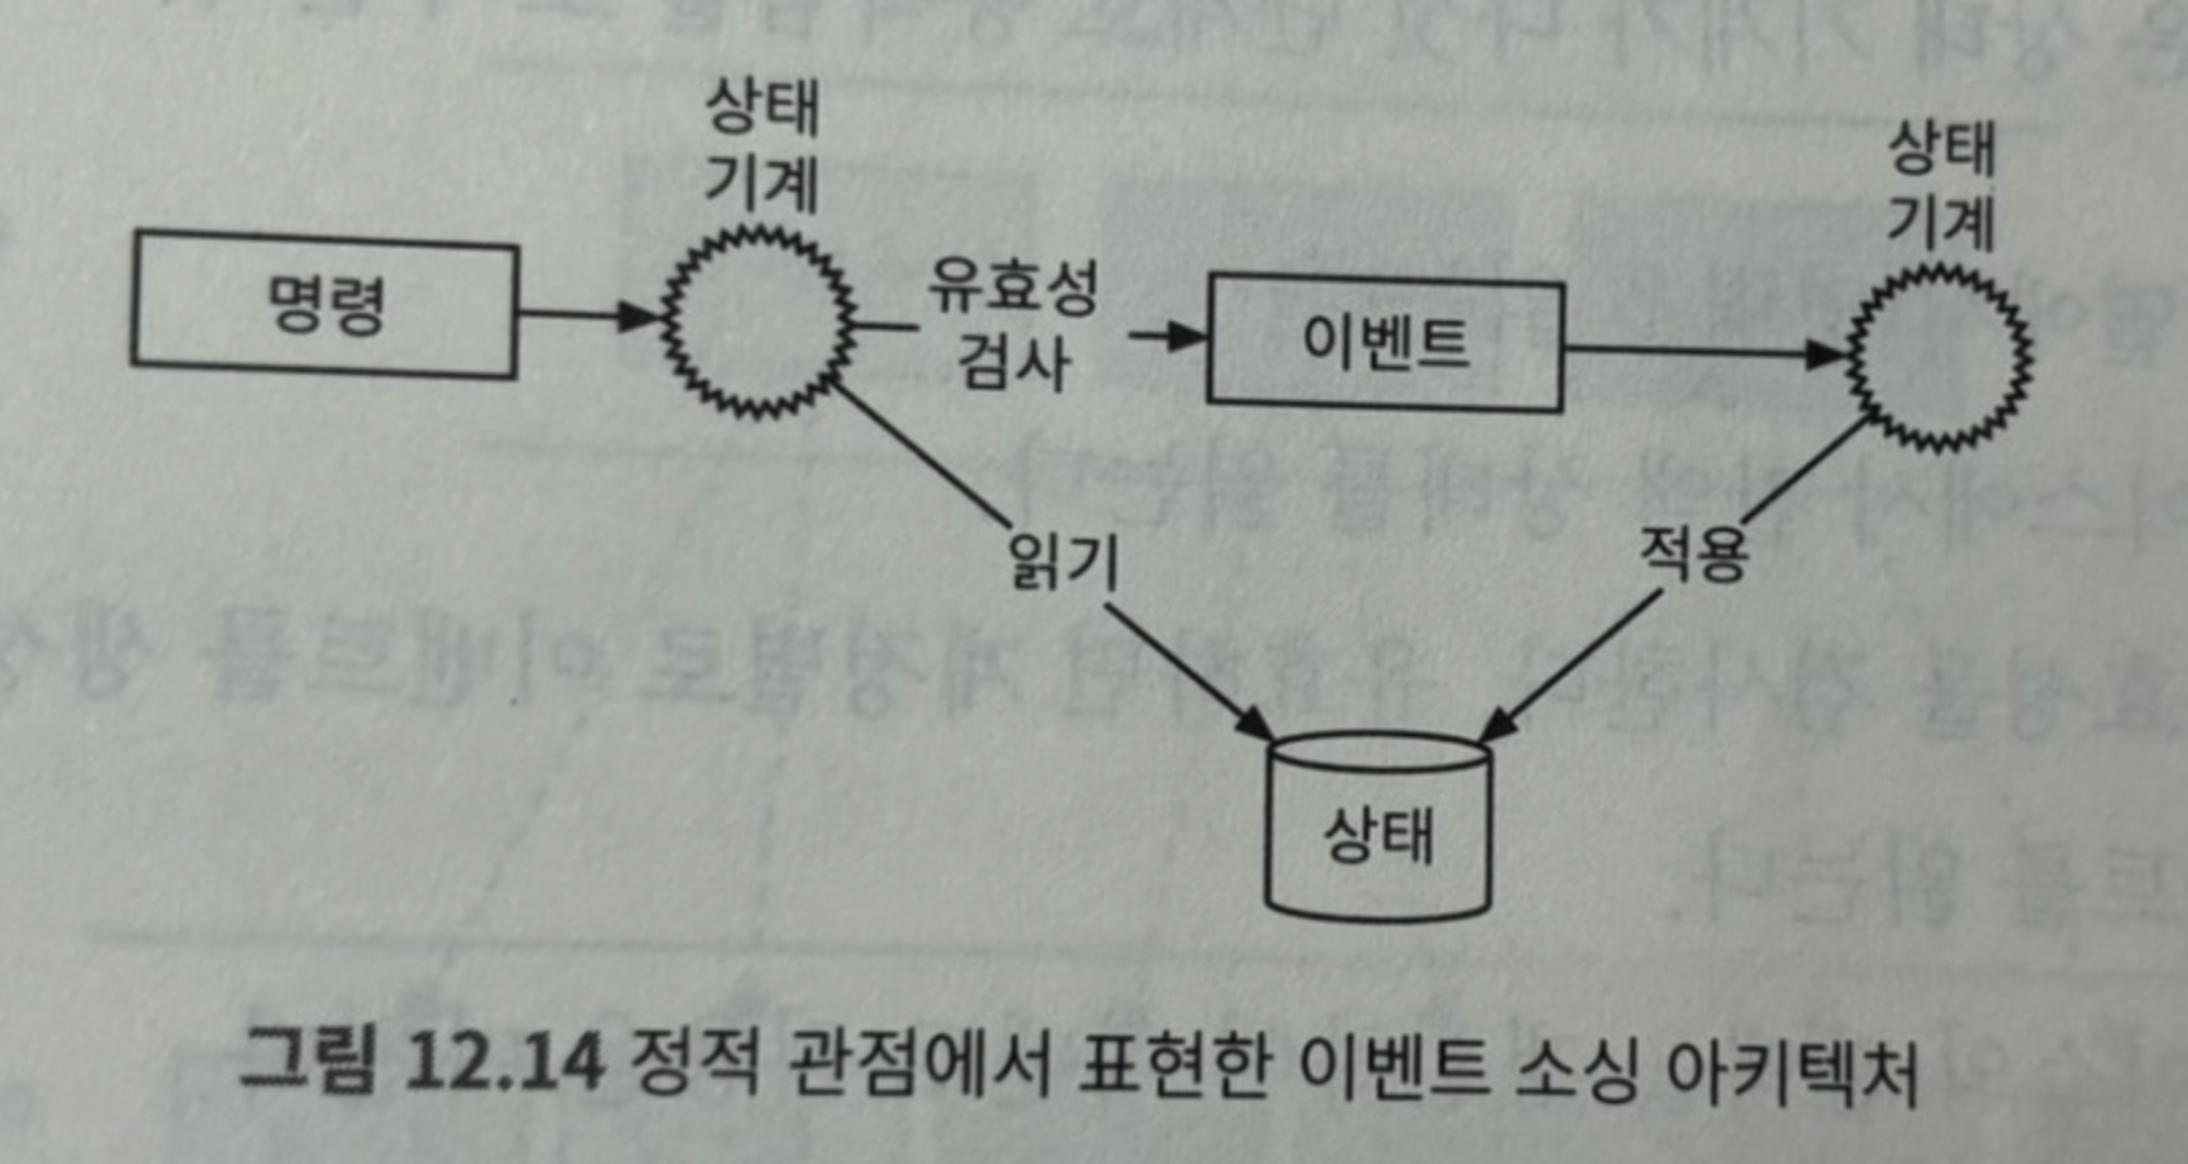 상태
기계
상태
기계
명령
유효성
검사
이벤트
읽기
적용
상태
그림 12.14 정적 관점에서 표현한 이벤트 소싱 아키텍처